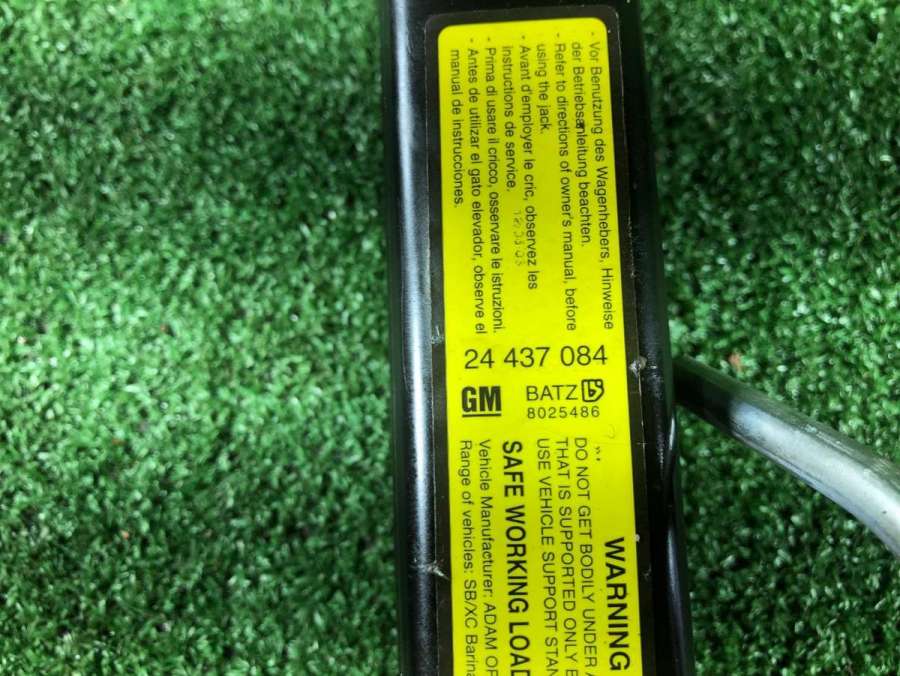 - Vor Benutzung des Wagenhebers, Hinweise
der Betriebsanleitung beachten.
- Refer to directions of owner's manual, before
using the jack.
- Avant d'employer le cric, observez les
instructions de service.
- Prima di usare il cricco, osservare le istruzioni.
- Antes de utilizar el gato elevador, observe el
manual de instrucciones.
24 437 084
GM
BATZ
8025486
WARNING
DO NOT GET BODILY UNDER A
THAT IS SUPPORTED ONLY B
USE VEHICLE SUPPORT STAN
SAFE WORKING LOAD
Vehicle Manufacturer: ADAM OP
Range of vehicles: SB/XC Barina